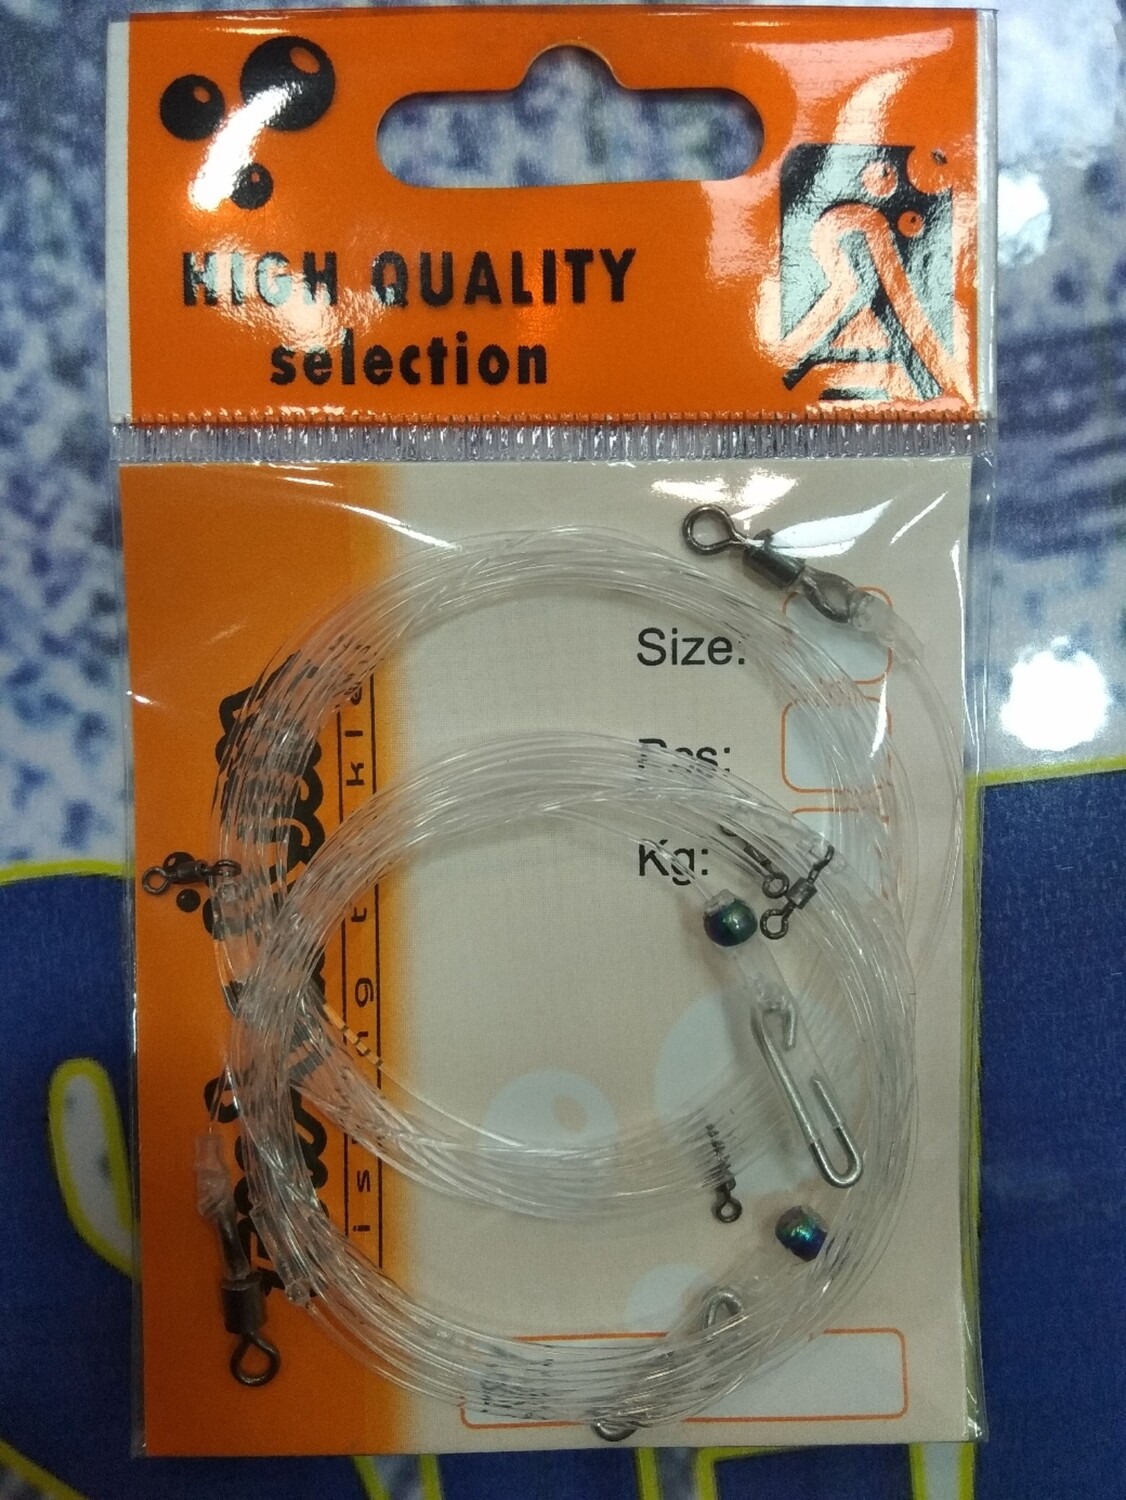 HIGH QUALITY
selection
Size:
Pcs:
Kg: